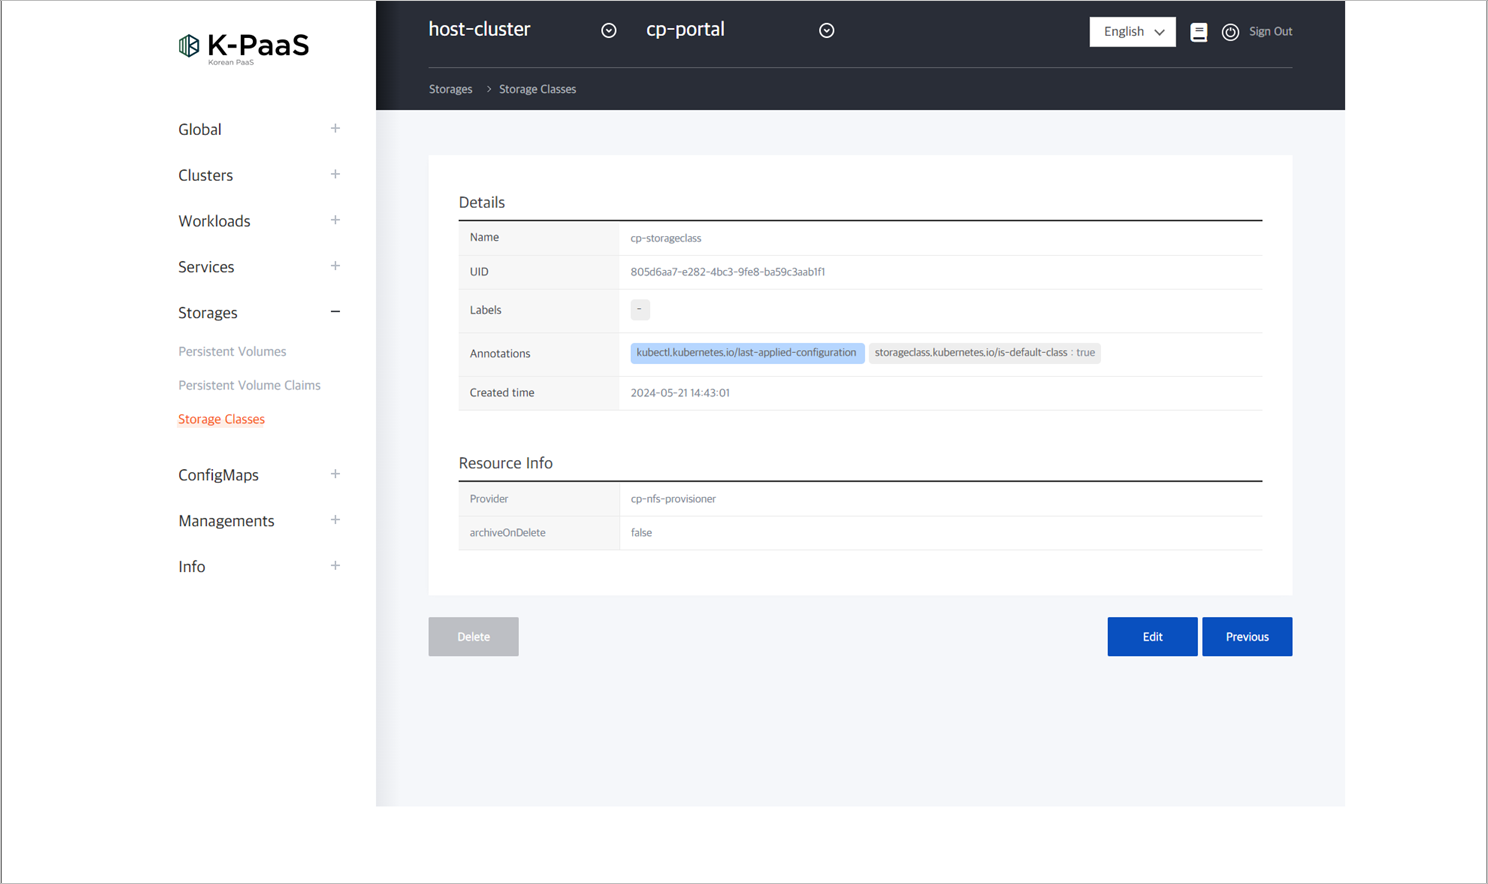 K-PaaS
Korean PaaS
Global
Clusters
Workloads
Services
Storages
Persistent Volumes
Persistent Volume Claims
Storage Classes
ConfigMaps
Managements
Info
host-cluster
cp-portal
English
Sign Out
Storages > Storage Classes
Details
Name cp-storageclass
UID 805d6aa7-e282-4bc3-9fe8-ba59c3aab1f1
Labels -
Annotations kubectl.kubernetes.io/last-applied-configuration storageclass.kubernetes.io/is-default-class : true
Created time 2024-05-21 14:43:01
Resource Info
Provider cp-nfs-provisioner
archiveOnDelete false
Delete
Edit
Previous